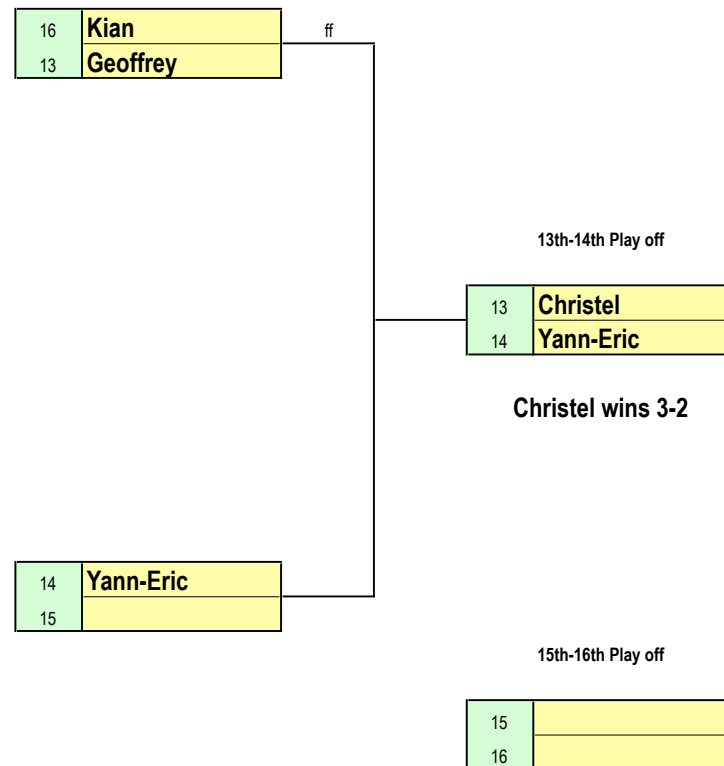 16 Kian ff
13 Geoffrey
13th-14th Play off
13 Christel
14 Yann-Eric
Christel wins 3-2
14 Yann-Eric
15
15th-16th Play off
15
16